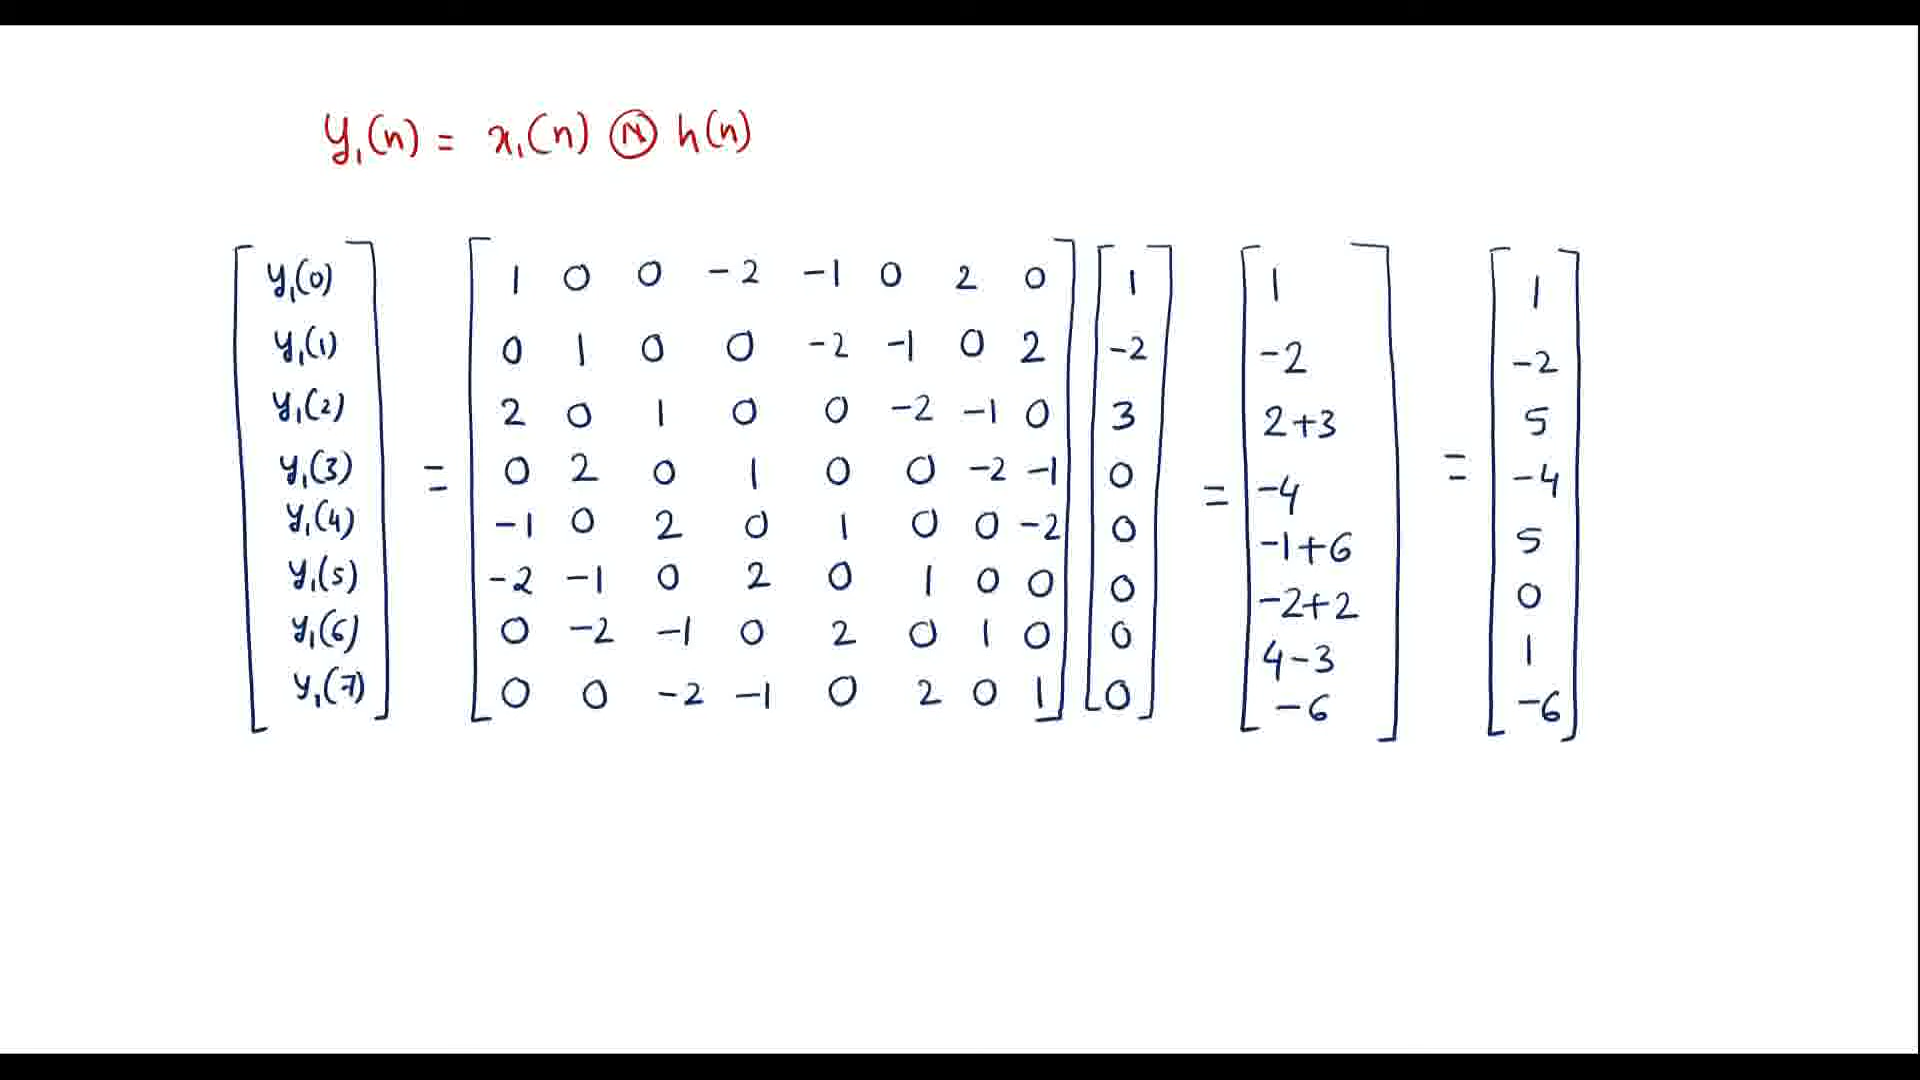 y₁(n) = x₁(n) Ⓝ h(n)
y₁(0) 1 0 0 -2 -1 0 2 0 1 1 1
y₁(1) 0 1 0 0 -2 -1 0 2 -2 -2 -2
y₁(2) 2 0 1 0 0 -2 -1 0 3 2+3 5
y₁(3) = 0 2 0 1 0 0 -2 -1 0 = -4 = -4
y₁(4) -1 0 2 0 1 0 0 -2 0 -1+6 5
y₁(5) -2 -1 0 2 0 1 0 0 0 -2+2 0
y₁(6) 0 -2 -1 0 2 0 1 0 0 4-3 1
y₁(7) 0 0 -2 -1 0 2 0 1 0 -6 -6